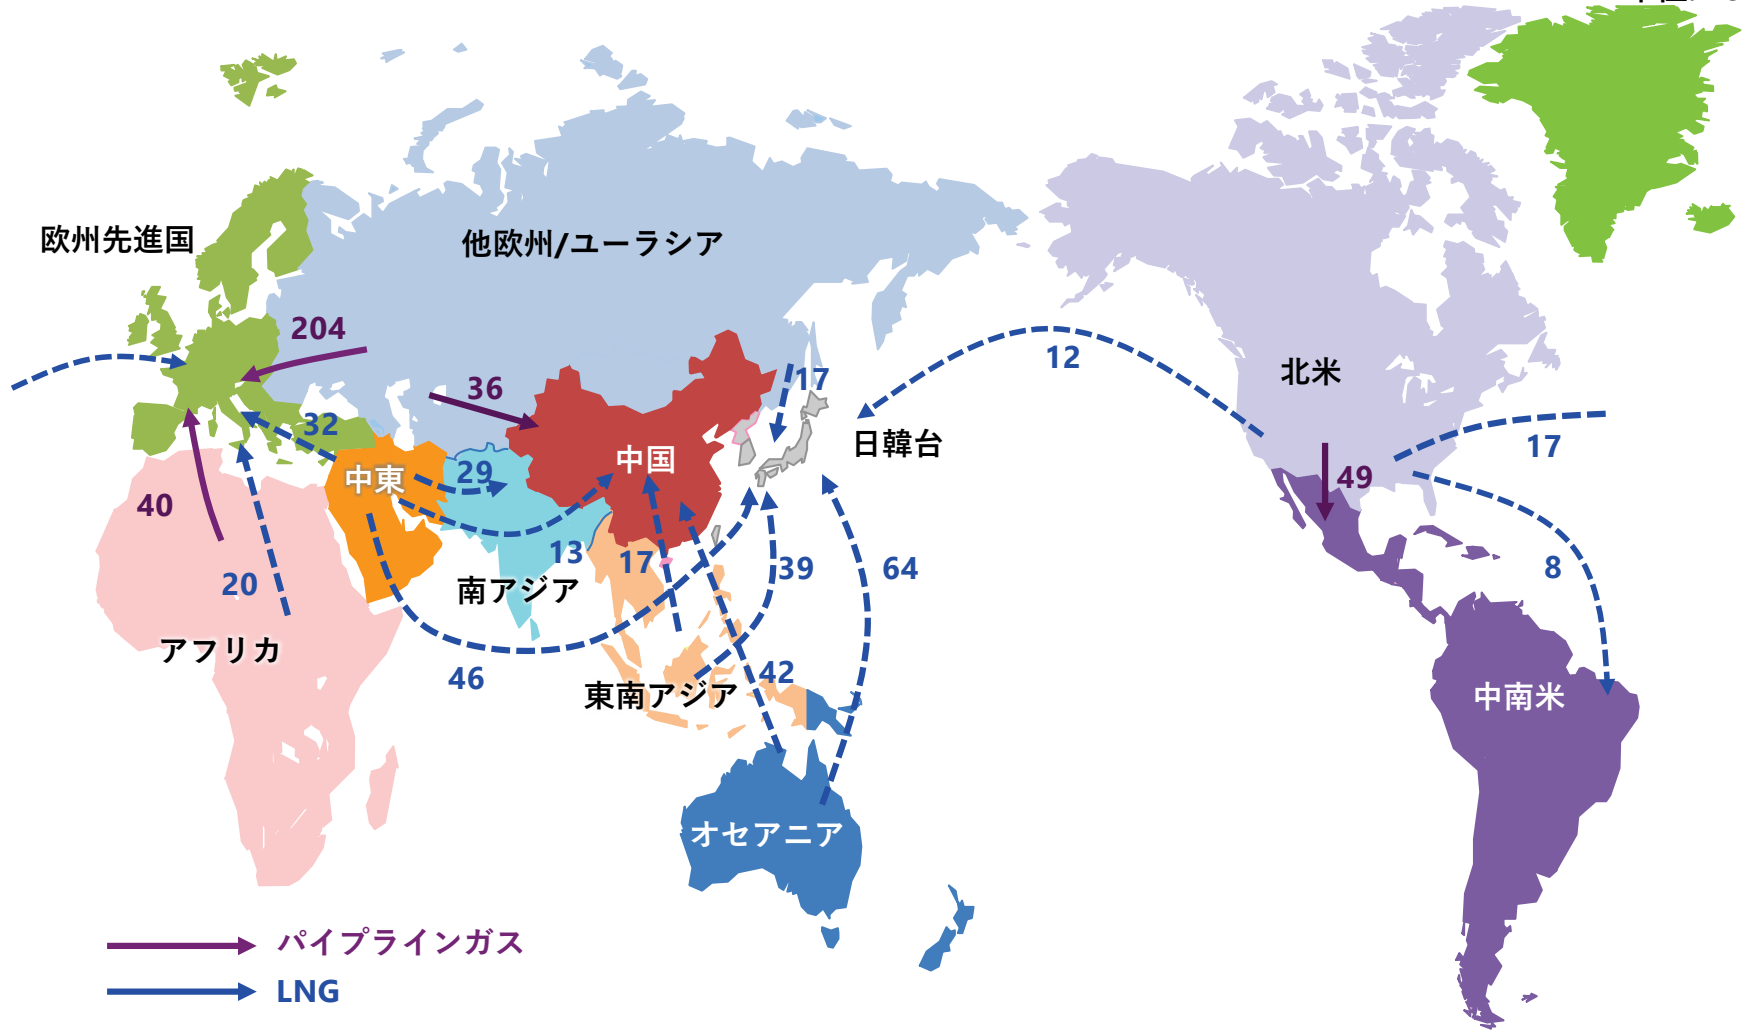 欧州先進国
他欧州/ユーラシア
204
36
17
12
北米
32
中国
日韓台
17
中東
29
49
40
13
17
39
64
8
20
南アジア
アフリカ
46
42
東南アジア
中南米
オセアニア
パイプラインガス
LNG